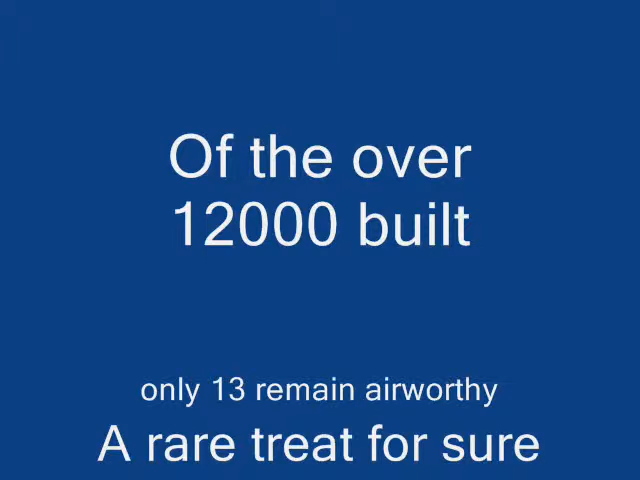 Of the over
12000 built
only 13 remain airworthy
A rare treat for sure